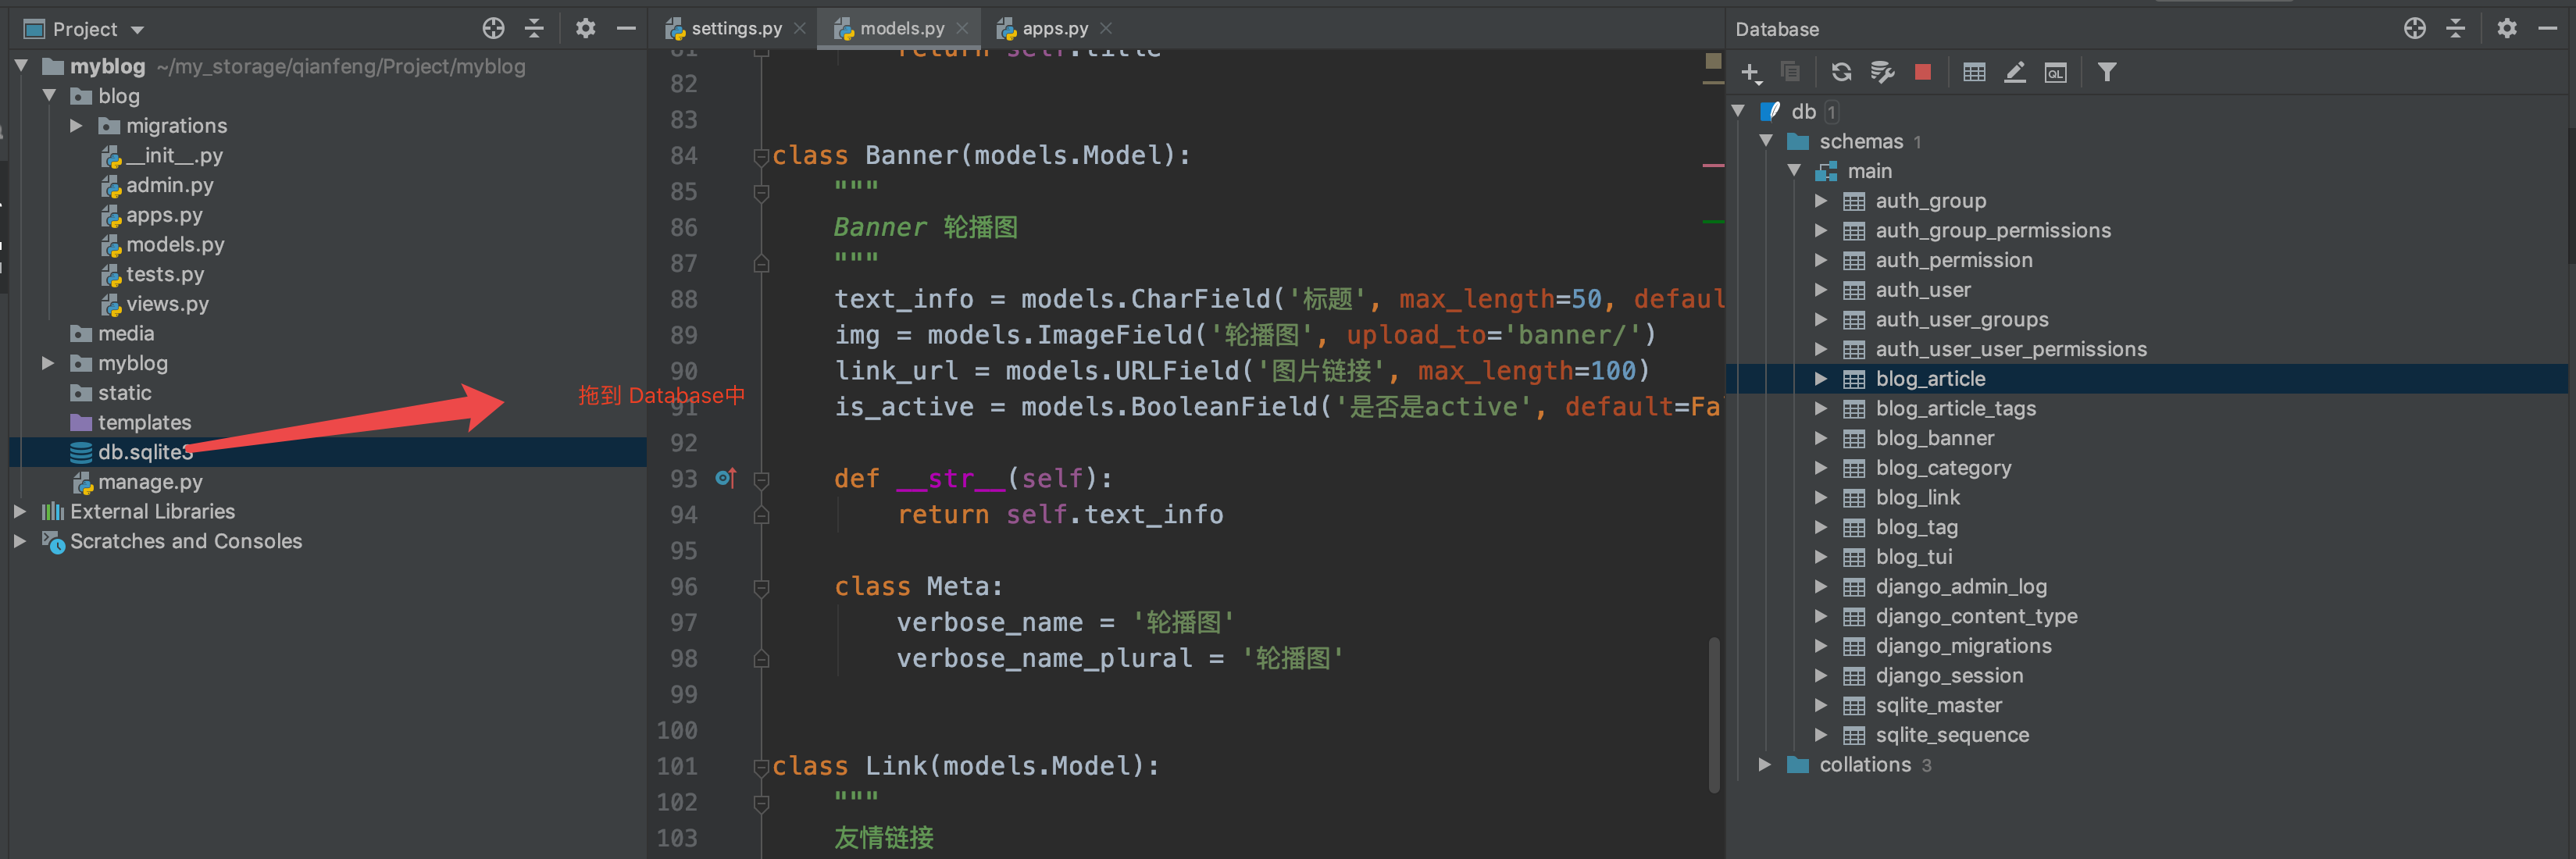 Project
myblog ~/my_storage/qianfeng/Project/myblog
blog
migrations
__init__.py
admin.py
apps.py
models.py
tests.py
views.py
media
myblog
static
templates
db.sqlite3
manage.py
External Libraries
Scratches and Consoles
拖到 Database中
settings.py
models.py
apps.py
81 return self.title
82
83
84 class Banner(models.Model):
85 """
86 Banner 轮播图
87 """
88 text_info = models.CharField('标题', max_length=50, defaul
89 img = models.ImageField('轮播图', upload_to='banner/')
90 link_url = models.URLField('图片链接', max_length=100)
91 is_active = models.BooleanField('是否是active', default=Fa
92
93 def __str__(self):
94 return self.text_info
95
96 class Meta:
97 verbose_name = '轮播图'
98 verbose_name_plural = '轮播图'
99
100
101 class Link(models.Model):
102 """
103 友情链接
Database
QL
db 1
schemas 1
main
auth_group
auth_group_permissions
auth_permission
auth_user
auth_user_groups
auth_user_user_permissions
blog_article
blog_article_tags
blog_banner
blog_category
blog_link
blog_tag
blog_tui
django_admin_log
django_content_type
django_migrations
django_session
sqlite_master
sqlite_sequence
collations 3